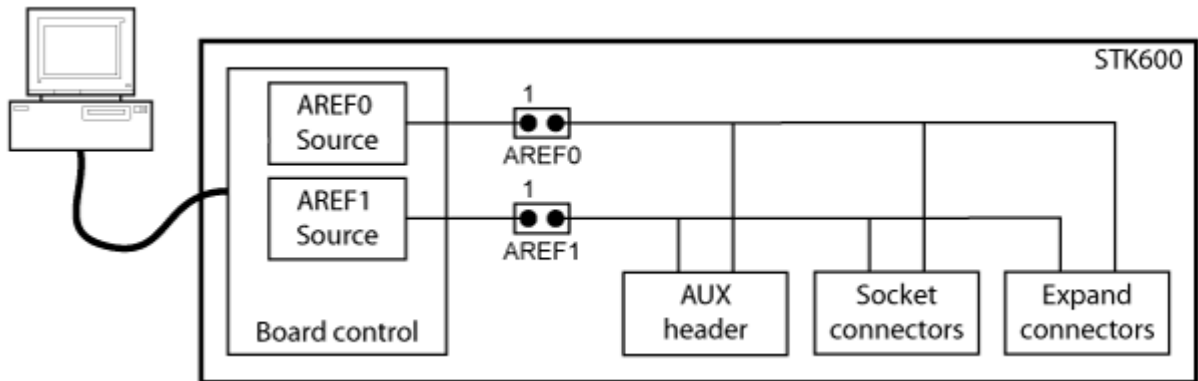 STK600
AREF0
Source
1
AREF0
AREF1
Source
1
AREF1
Board control
AUX
header
Socket
connectors
Expand
connectors